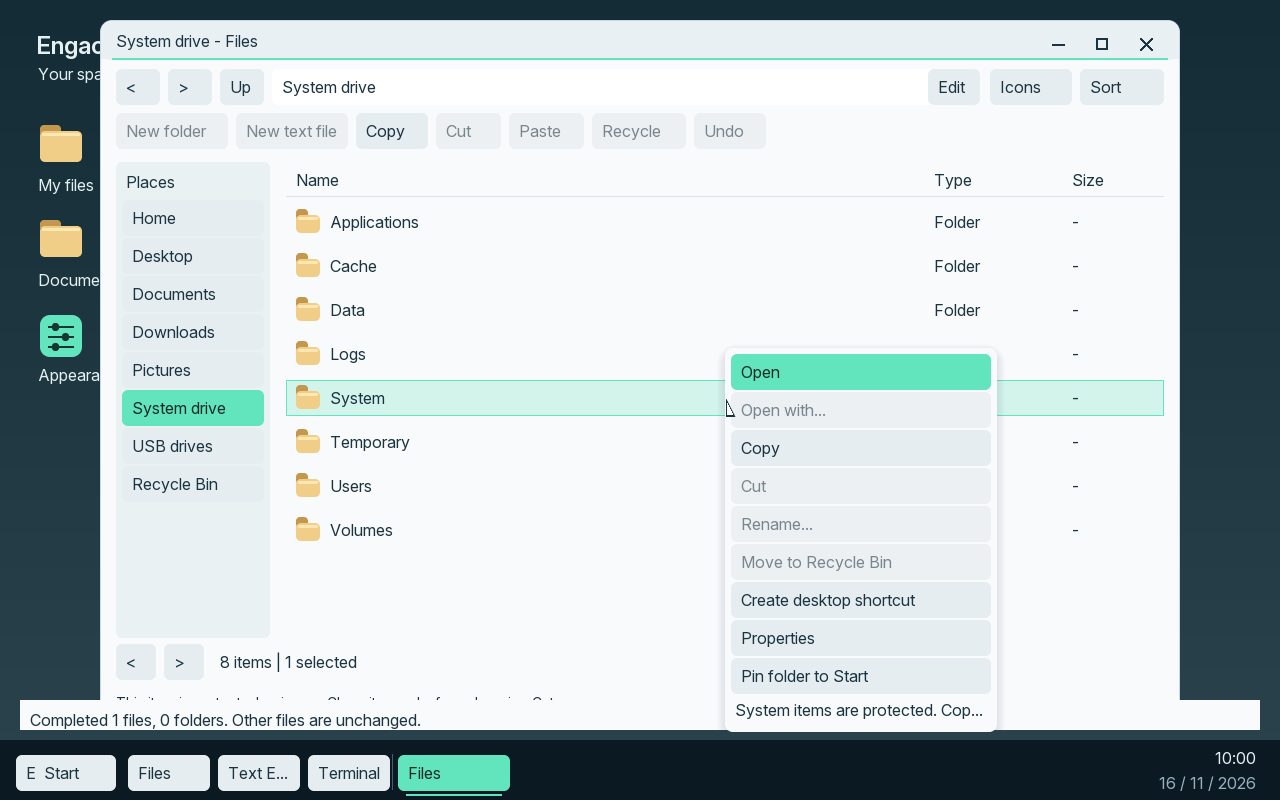 System drive - Files
Engac
Your spa
< > Up System drive Edit Icons Sort
New folder New text file Copy Cut Paste Recycle Undo
My files
Docume
Appeara
Places
Home
Desktop
Documents
Downloads
Pictures
System drive
USB drives
Recycle Bin
Name Type Size
Applications Folder -
Cache Folder -
Data Folder -
Logs -
System -
Temporary -
Users -
Volumes -
Open
Open with...
Copy
Cut
Rename...
Move to Recycle Bin
Create desktop shortcut
Properties
Pin folder to Start
System items are protected. Cop...
< > 8 items | 1 selected
Completed 1 files, 0 folders. Other files are unchanged.
E Start Files Text E... Terminal Files
10:00
16 / 11 / 2026